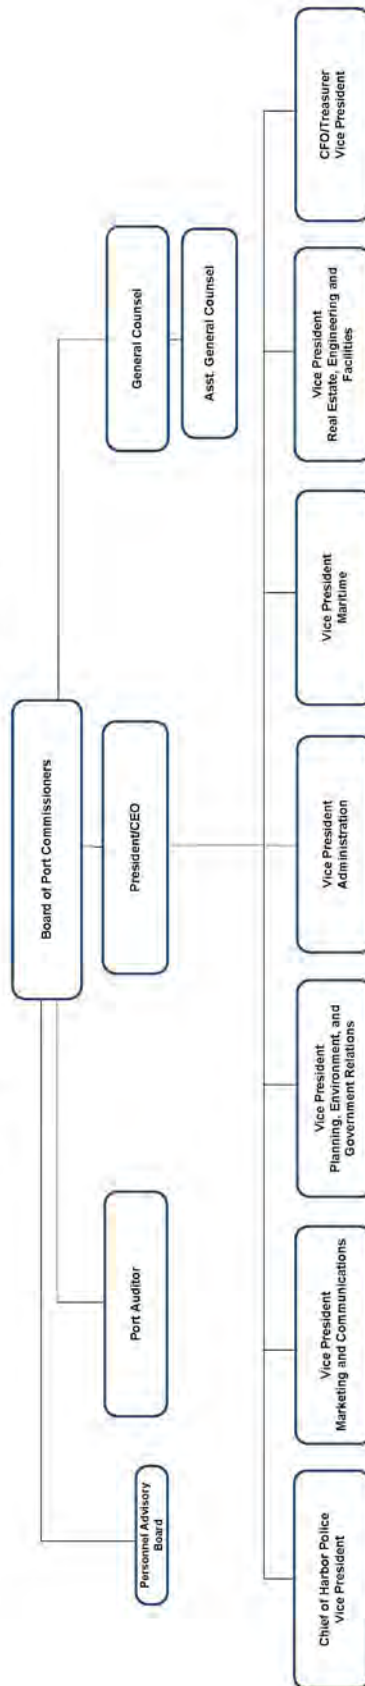 Board of Port Commissioners
Personnel Advisory
Board
Port Auditor
President/CEO
General Counsel
Asst. General Counsel
Chief of Harbor Police
Vice President
Vice President
Marketing and Communications
Vice President
Planning, Environment, and
Government Relations
Vice President
Administration
Vice President
Maritime
Vice President
Real Estate, Engineering and
Facilities
CFO/Treasurer
Vice President